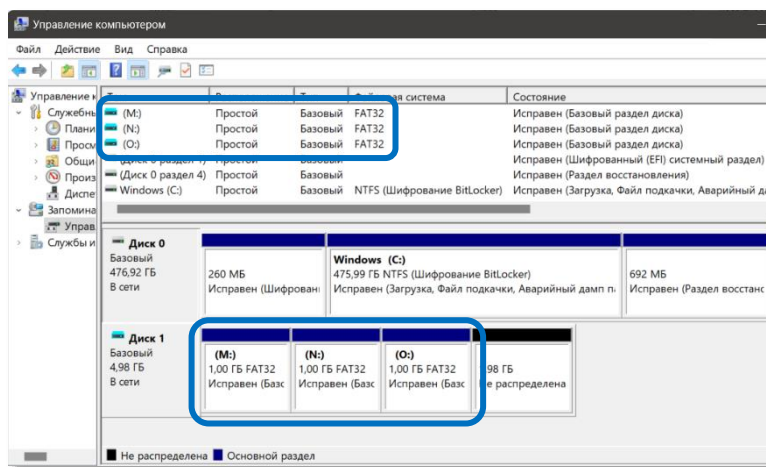 Управление компьютером
Файл Действие Вид Справка
Управление к
Служебн
Плани
Просм
Общи
Произ
Диспе
Запомина
Управ
Службы и
система Состояние
(M:) Простой Базовый FAT32 Исправен (Базовый раздел диска)
(N:) Простой Базовый FAT32 Исправен (Базовый раздел диска)
(O:) Простой Базовый FAT32 Исправен (Базовый раздел диска)
(Диск 0 раздел 1) Простой Базовый Исправен (Шифрованный (EFI) системный раздел)
(Диск 0 раздел 4) Простой Базовый Исправен (Раздел восстановления)
Windows (C:) Простой Базовый NTFS (Шифрование BitLocker) Исправен (Загрузка, Файл подкачки, Аварийный да
Диск 0
Базовый
476,92 ГБ
В сети
260 МБ
Исправен (Шифрован
Windows (C:)
475,99 ГБ NTFS (Шифрование BitLocker)
Исправен (Загрузка, Файл подкачки, Аварийный дамп п
692 МБ
Исправен (Раздел восстанс
Диск 1
Базовый
4,98 ГБ
В сети
(M:)
1,00 ГБ FAT32
Исправен (Базс
(N:)
1,00 ГБ FAT32
Исправен (Базс
(O:)
1,00 ГБ FAT32
Исправен (Базс
98 ГБ
е распределена
Не распределена Основной раздел